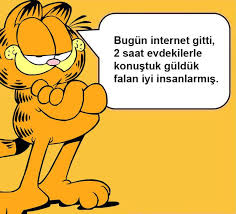 Bugün internet gitti,
2 saat evdekilerle
konuştuk güldük
falan iyi insanlarmış.